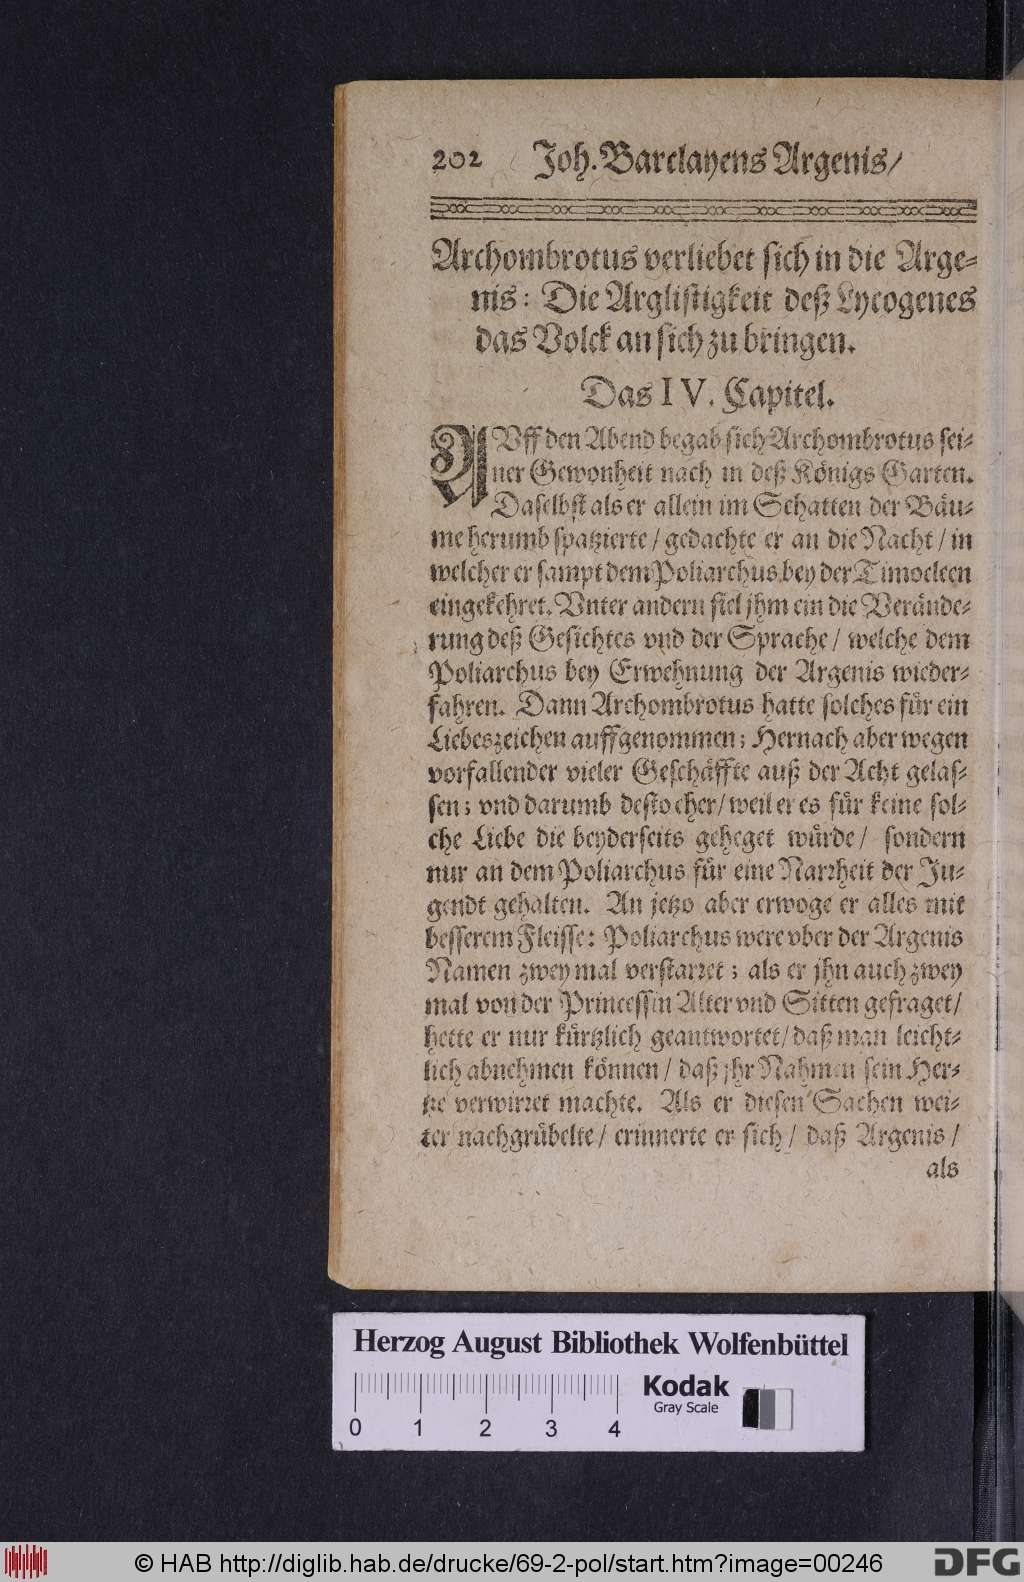 202 Joh. Barclayens Argenis/
Archombrotus verliebet sich in die Arge-
nis: Die Arglistigkeit deß Lycogenes
das Volck an sich zu bringen.
Das IV. Capitel.
AUff den Abend begab sich Archombrotus sei-
ner Gewonheit nach in deß Königs Garten.
Daselbst als er allein im Schatten der Bäu-
me herumb spatzierte/ gedachte er an die Nacht/ in
welcher er sampt dem Poliarchus bey der Timocleen
eingekehret. Vnter andern fiel jhm ein die Verände-
rung deß Gesichtes vnd der Sprache/ welche dem
Poliarchus bey Erwehnung der Argenis wieder-
fahren. Dann Archombrotus hatte solches für ein
Liebeszeichen auffgenommen; Hernach aber wegen
vorfallender vieler Geschäffte auß der Acht gelas-
sen; vnd darumb desto eher/ weil er es für keine sol-
che Liebe die beyderseits geheget würde/ sondern
nur an dem Poliarchus für eine Narrheit der Ju-
gendt gehalten. An jetzo aber erwoge er alles mit
besserem Fleisse: Poliarchus were vber der Argenis
Namen zwey mal verstarret; als er jhn auch zwey
mal von der Princessin Alter vnd Sitten gefraget/
hette er nur kürtzlich geantwortet/ daß man leicht-
lich abnehmen können/ daß jhr Nahmen sein Her-
tze verwirret machte. Als er diesen Sachen wei-
ter nachgrübelte/ erinnerte er sich/ daß Argenis/
als
Herzog August Bibliothek Wolfenbüttel
Kodak
Gray Scale
0 1 2 3 4
© HAB http://diglib.hab.de/drucke/69-2-pol/start.htm?image=00246
DFG